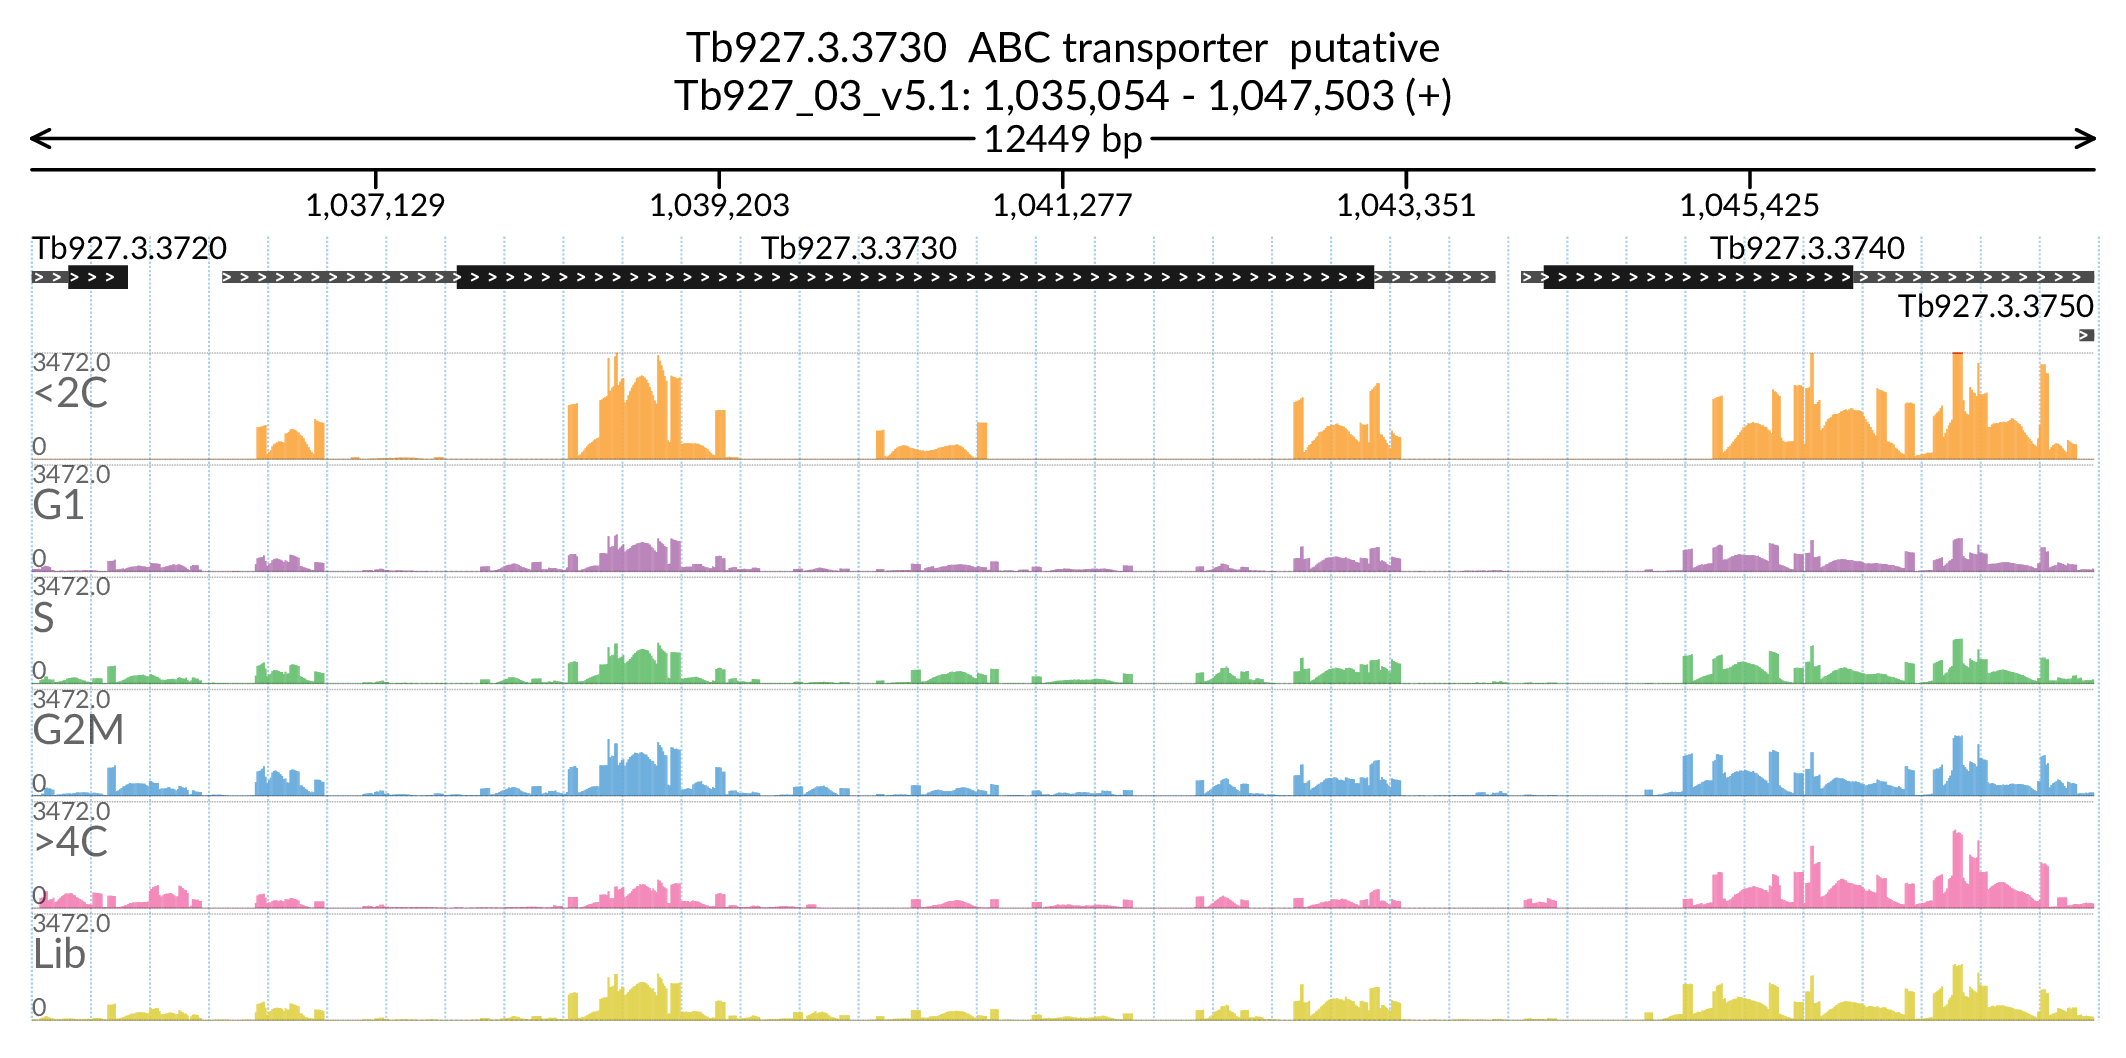 Tb927.3.3730  ABC transporter  putative
Tb927_03_v5.1: 1,035,054 - 1,047,503 (+)
12449 bp
1,037,129 1,039,203 1,041,277 1,043,351 1,045,425
Tb927.3.3720 Tb927.3.3730 Tb927.3.3740
Tb927.3.3750
3472.0
<2C
0
3472.0
G1
0
3472.0
S
0
3472.0
G2M
0
3472.0
>4C
0
3472.0
Lib
0